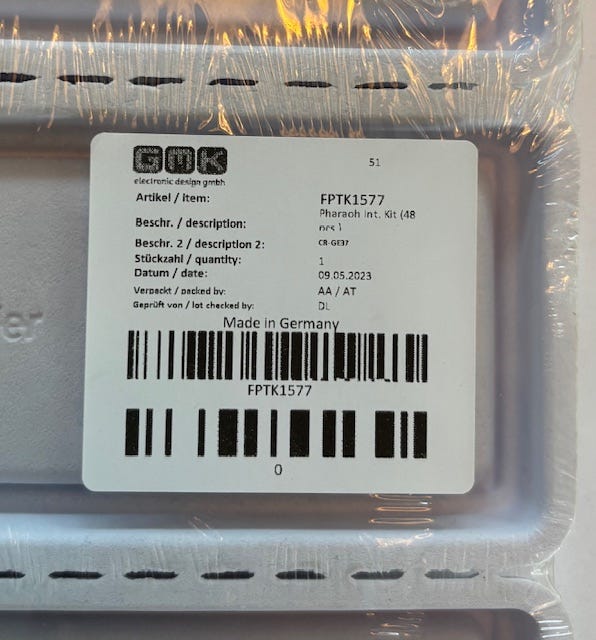 GMK
51
electronic design gmbh
Artikel / item: FPTK1577
Beschr. / description: Pharaoh Int. Kit (48
pcs.)
Beschr. 2 / description 2: CR-GE37
Stückzahl / quantity: 1
Datum / date: 09.05.2023
Verpackt / packed by: AA / AT
Geprüft von / lot checked by: DL
Made in Germany
FPTK1577
0